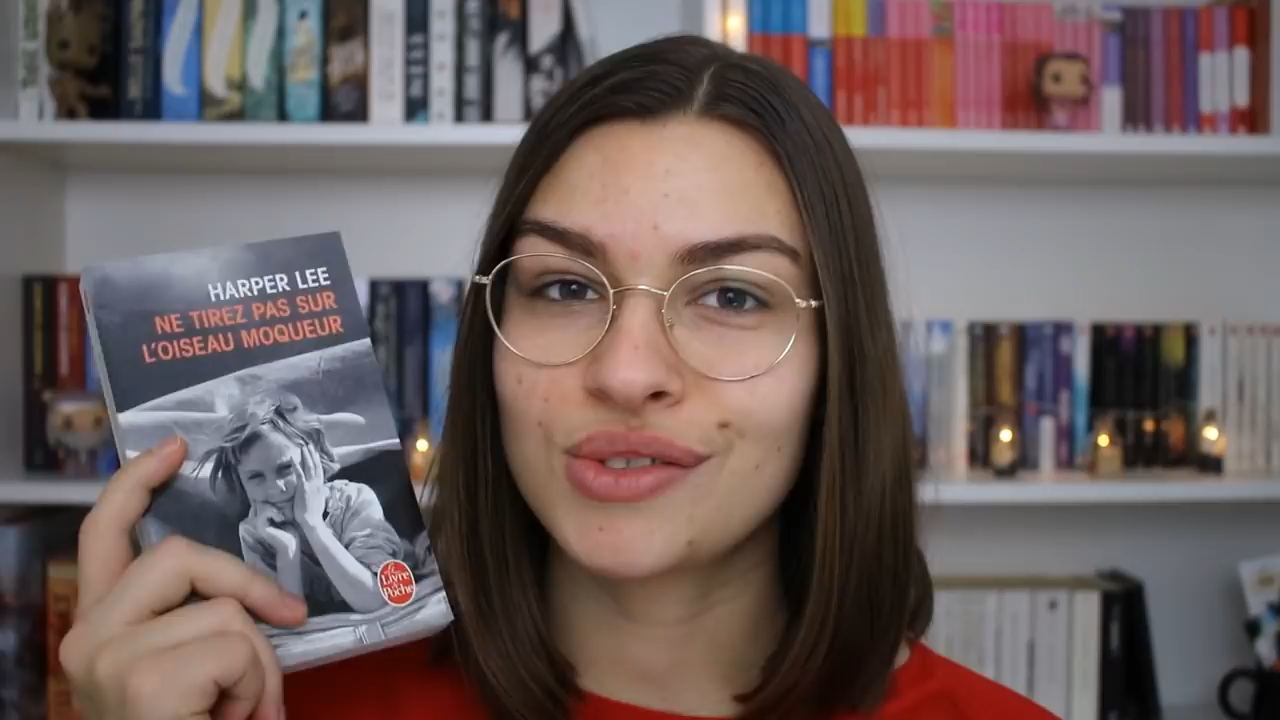 HARPER LEE
NE TIREZ PAS SUR
L'OISEAU MOQUEUR
Le
Livre
de
Poche